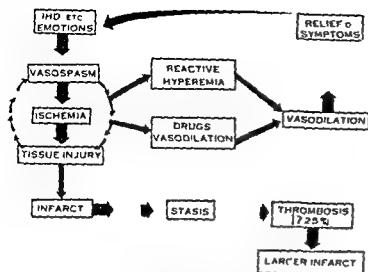 IHD ETC
EMOTIONS
RELIEF O
SYMPTOMS
VASOSPASM
REACTIVE
HYPEREMIA
ISCHEMIA
DRUGS
VASODILATION
VASODILATION
TISSUE INJURY
INFARCT
STASIS
THROMBOSIS
LARGER INFARCT